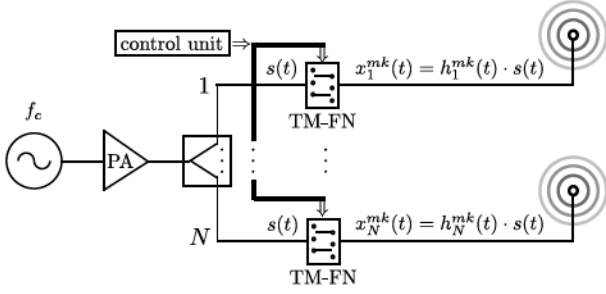 control unit ⇒
1 s(t) x_1^{mk}(t) = h_1^{mk}(t) · s(t)
TM-FN
f_c
PA
N s(t) x_N^{mk}(t) = h_N^{mk}(t) · s(t)
TM-FN